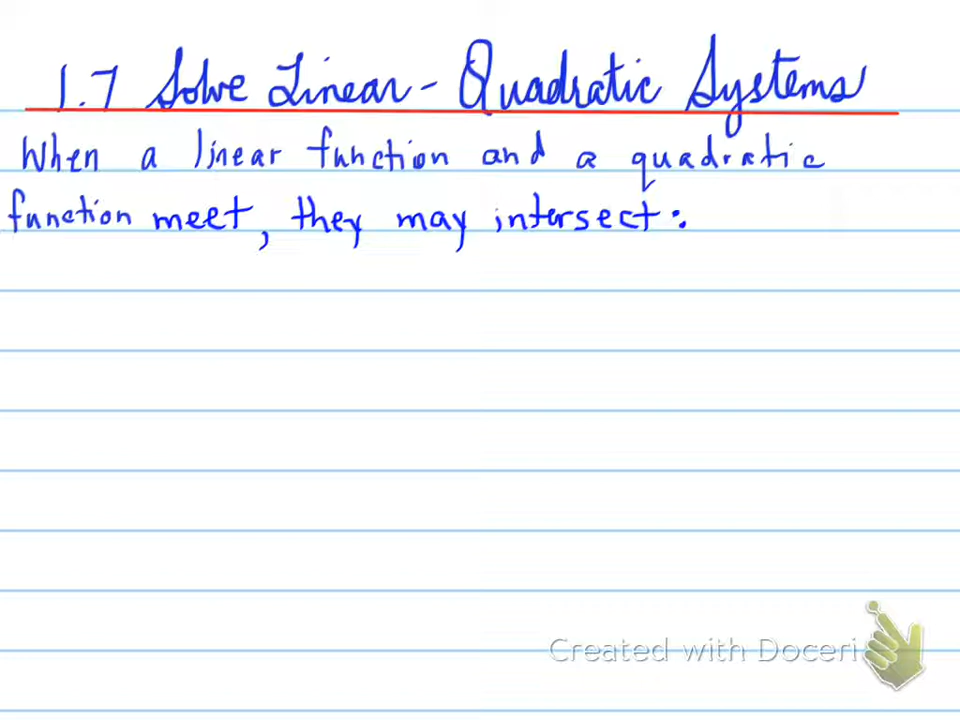 1.7 Solve Linear - Quadratic Systems
When a linear function and a quadratic
function meet, they may intersect:
Created with Doceri